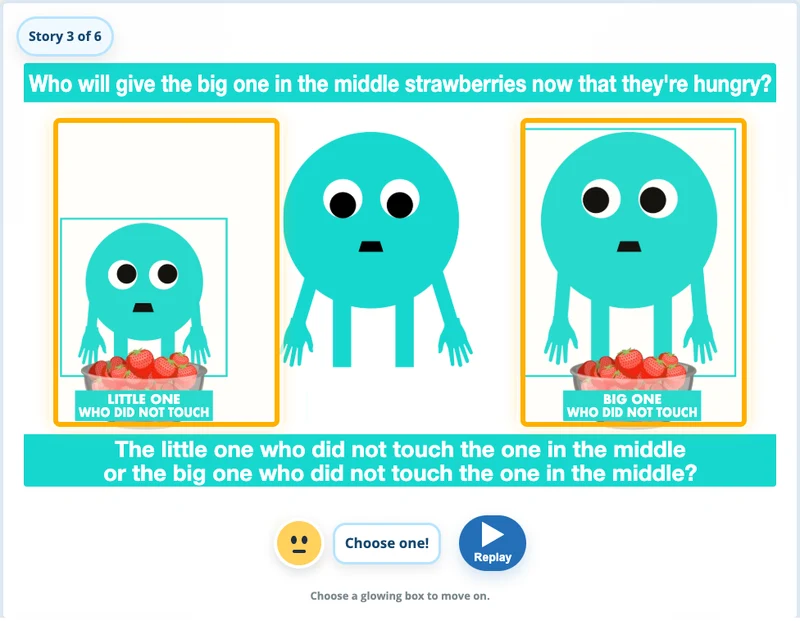 Story 3 of 6
Who will give the big one in the middle strawberries now that they're hungry?
LITTLE ONE
WHO DID NOT TOUCH
BIG ONE
WHO DID NOT TOUCH
The little one who did not touch the one in the middle
or the big one who did not touch the one in the middle?
Choose one!
Replay
Choose a glowing box to move on.